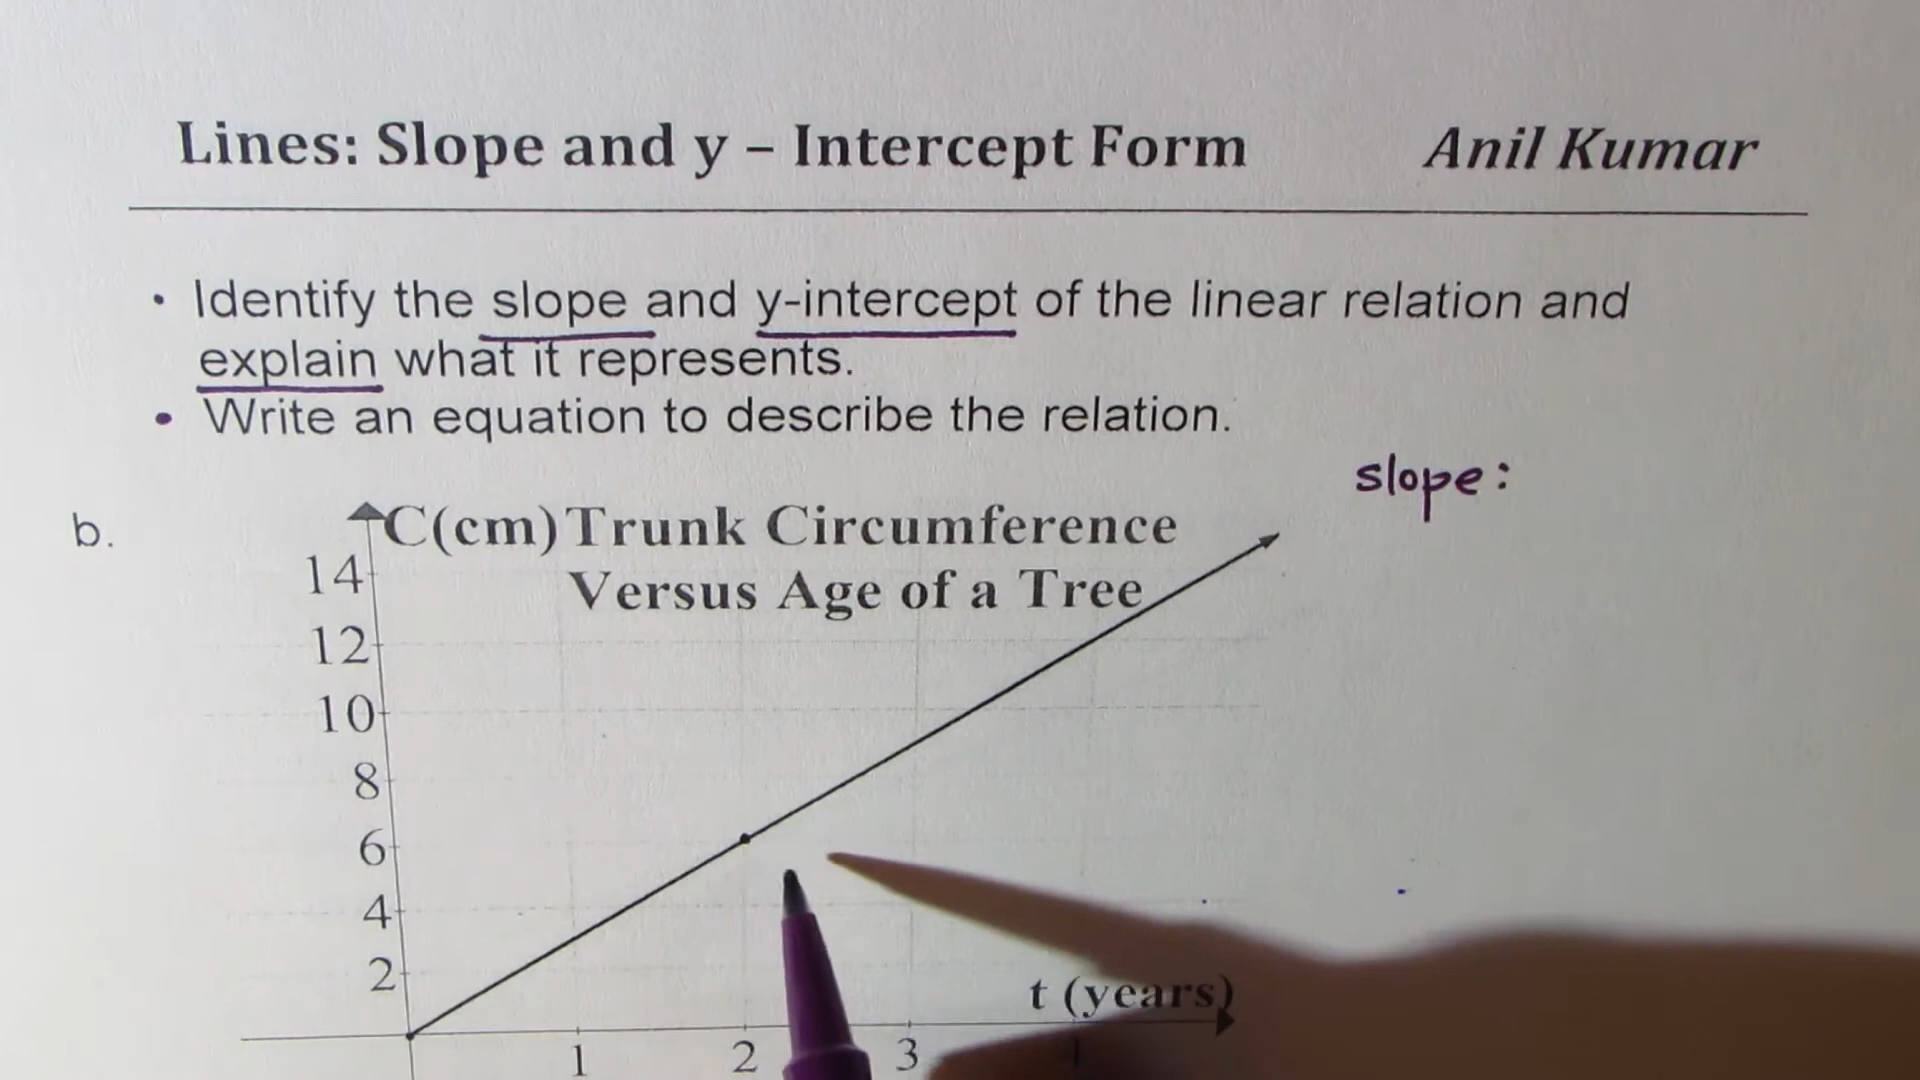 Lines: Slope and y – Intercept Form Anil Kumar
• Identify the slope and y-intercept of the linear relation and
explain what it represents.
• Write an equation to describe the relation.
slope:
b.
C(cm) Trunk Circumference
Versus Age of a Tree
14
12
10
8
6
4
2
t (years)
1 2 3